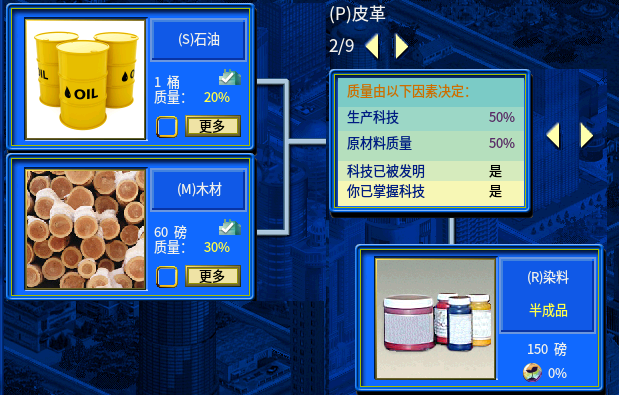 (S)石油
1 桶
质量: 20%
更多
OIL
OIL
(M)木材
60 磅
质量: 30%
更多
(P)皮革
2/9
质量由以下因素决定:
生产科技 50%
原材料质量 50%
科技已被发明 是
你已掌握科技 是
(R)染料
半成品
150 磅
0%